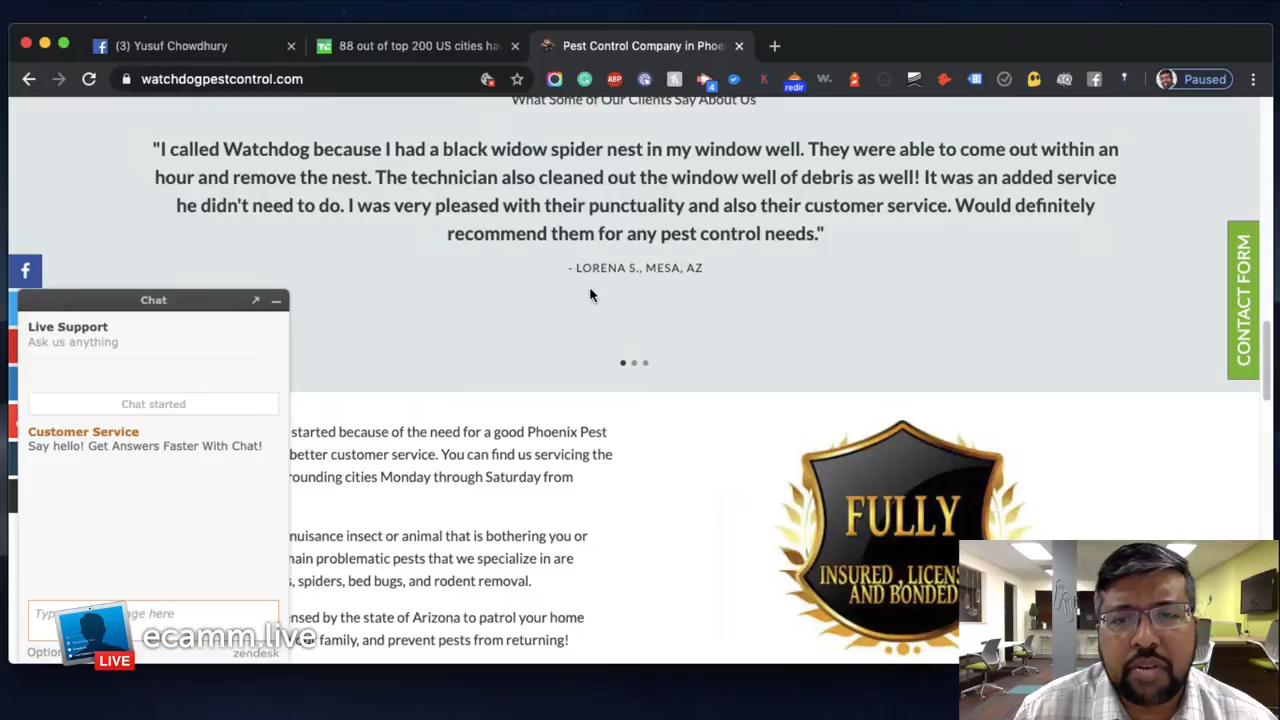 (3) Yusuf Chowdhury
88 out of top 200 US cities ha
Pest Control Company in Phoe
watchdogpestcontrol.com
ABP
4
redir
Paused
What Some of Our Clients Say About Us
"I called Watchdog because I had a black widow spider nest in my window well. They were able to come out within an
hour and remove the nest. The technician also cleaned out the window well of debris as well! It was an added service
he didn't need to do. I was very pleased with their punctuality and also their customer service. Would definitely
recommend them for any pest control needs."
- LORENA S., MESA, AZ
CONTACT FORM
Chat
Live Support
Ask us anything
Chat started
Customer Service
Say hello! Get Answers Faster With Chat!
started because of the need for a good Phoenix Pest
better customer service. You can find us servicing the
rounding cities Monday through Saturday from
nuisance insect or animal that is bothering you or
main problematic pests that we specialize in are
s, spiders, bed bugs, and rodent removal.
ensed by the state of Arizona to patrol your home
our family, and prevent pests from returning!
FULLY
INSURED, LICENS
AND BONDED
here
ecamm.live
LIVE
zendesk